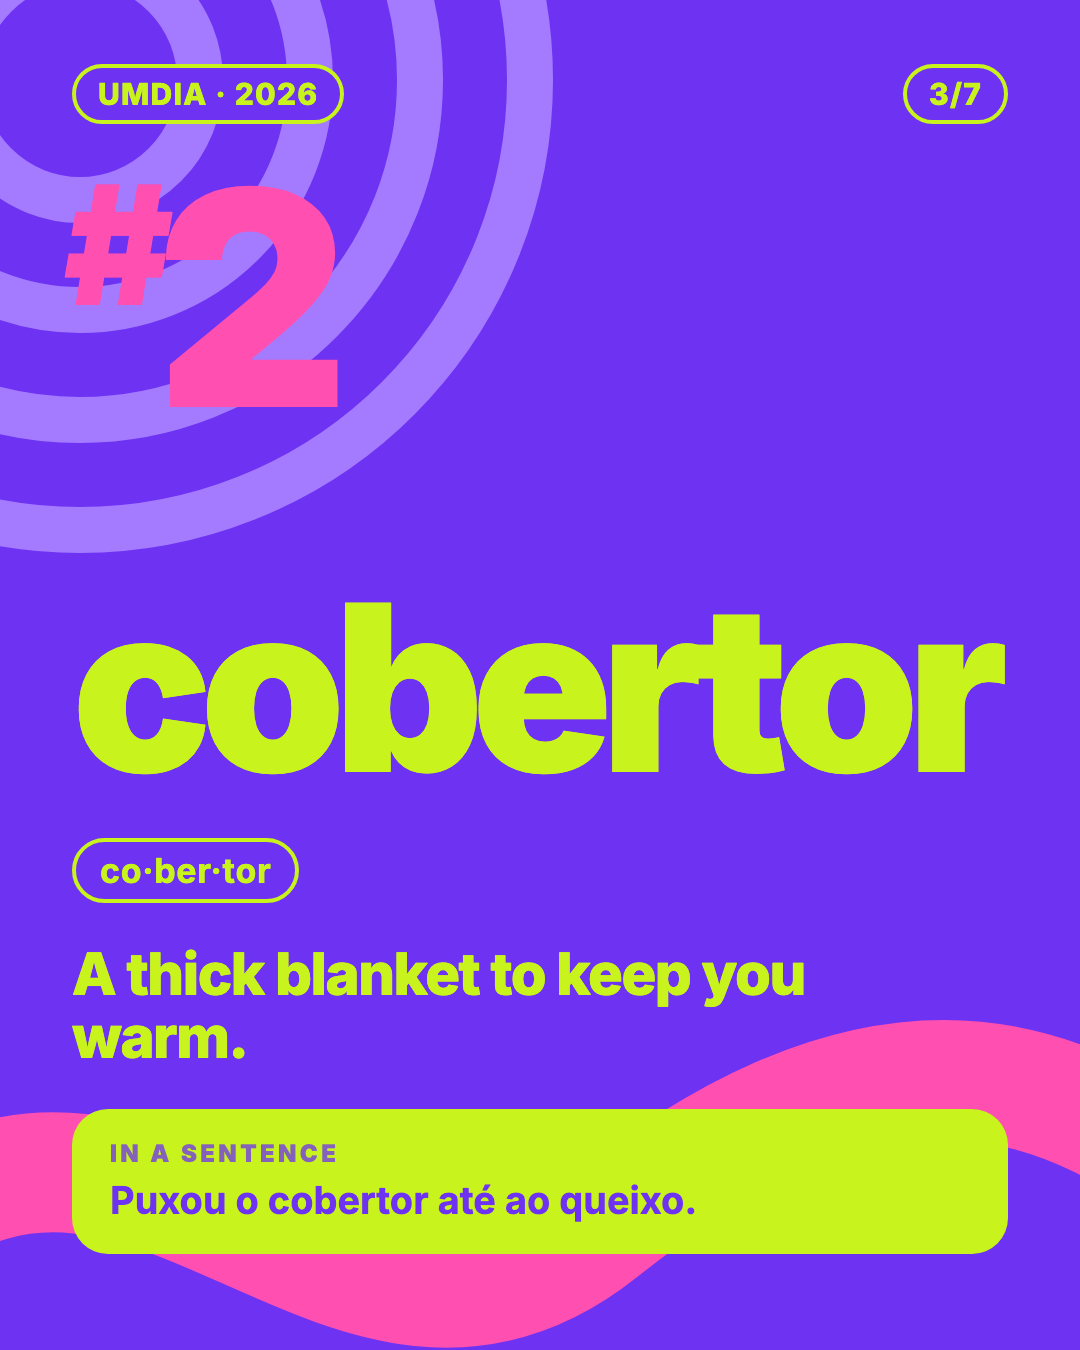 UMDIA · 2026
3/7
#2
cobertor
co·ber·tor
A thick blanket to keep you
warm.
IN A SENTENCE
Puxou o cobertor até ao queixo.